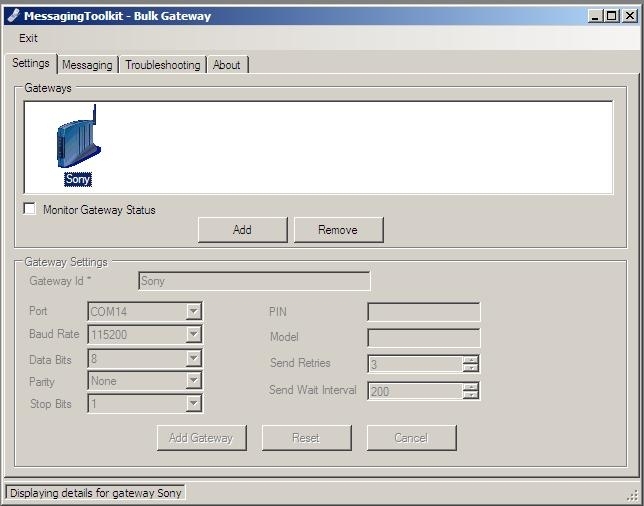 MessagingToolkit - Bulk Gateway
Exit
Settings Messaging Troubleshooting About
Gateways
Sony
Monitor Gateway Status
Add Remove
Gateway Settings
Gateway Id * Sony
Port COM14 PIN
Baud Rate 115200 Model
Data Bits 8 Send Retries 3
Parity None Send Wait Interval 200
Stop Bits 1
Add Gateway Reset Cancel
Displaying details for gateway Sony